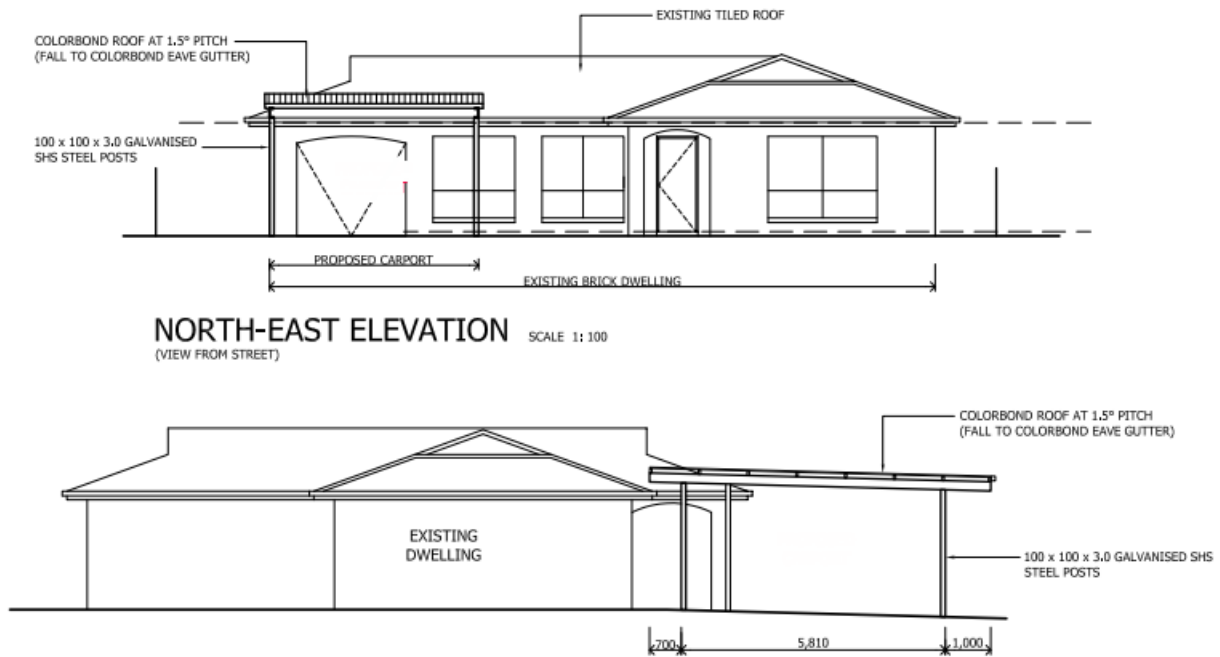 EXISTING TILED ROOF
COLORBOND ROOF AT 1.5° PITCH
(FALL TO COLORBOND EAVE GUTTER)
100 x 100 x 3.0 GALVANISED
SHS STEEL POSTS
PROPOSED CARPORT
EXISTING BRICK DWELLING
NORTH-EAST ELEVATION SCALE 1:100
(VIEW FROM STREET)
COLORBOND ROOF AT 1.5° PITCH
(FALL TO COLORBOND EAVE GUTTER)
EXISTING
DWELLING
100 x 100 x 3.0 GALVANISED SHS
STEEL POSTS
700 5,810 1,000